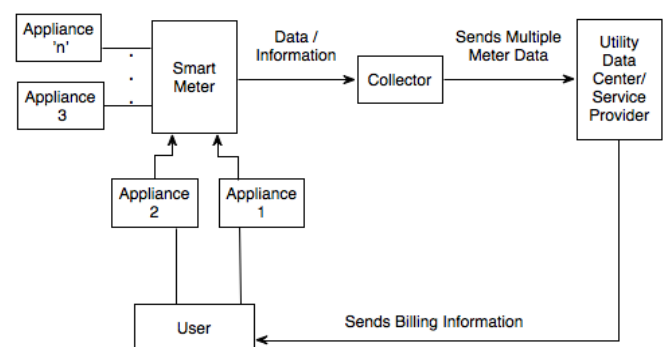 Appliance
'n'
Appliance
3
Smart
Meter
Data /
Information
Collector
Sends Multiple
Meter Data
Utility
Data
Center/
Service
Provider
Appliance
2
Appliance
1
User
Sends Billing Information